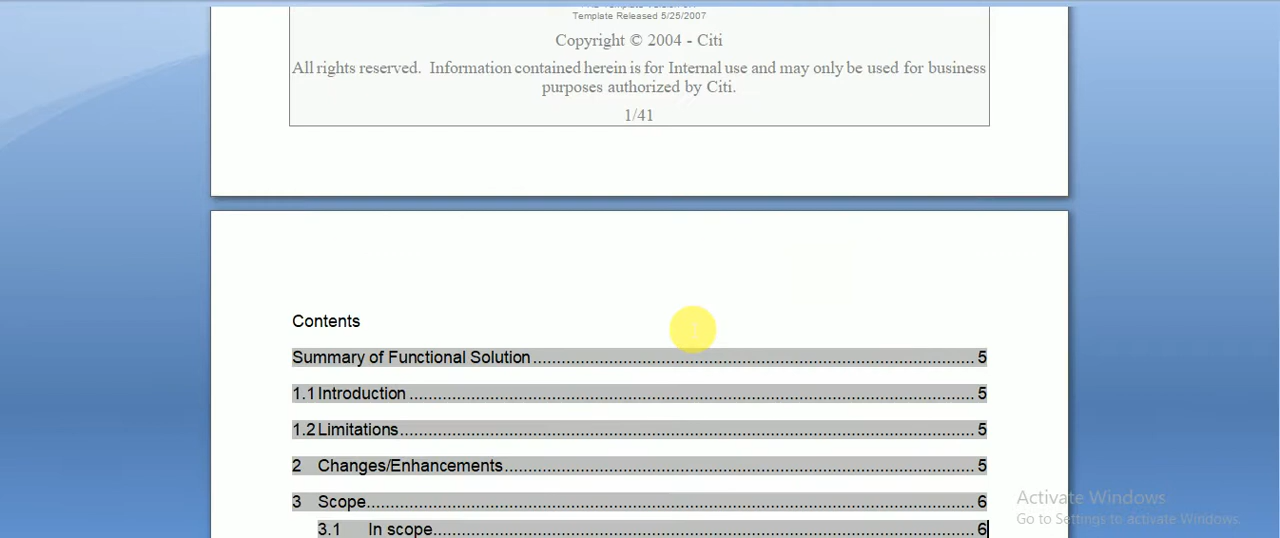 Template Released 5/25/2007
Copyright © 2004 - Citi
All rights reserved. Information contained herein is for Internal use and may only be used for business
purposes authorized by Citi.
1/41
Contents
Summary of Functional Solution........................................................................................................ 5
1.1 Introduction ........................................................................................................ 5
1.2 Limitations........................................................................................................ 5
2 Changes/Enhancements........................................................................................................ 5
3 Scope........................................................................................................ 6
3.1 In scope........................................................................................................ 6
Activate Windows
Go to Settings to activate Windows.